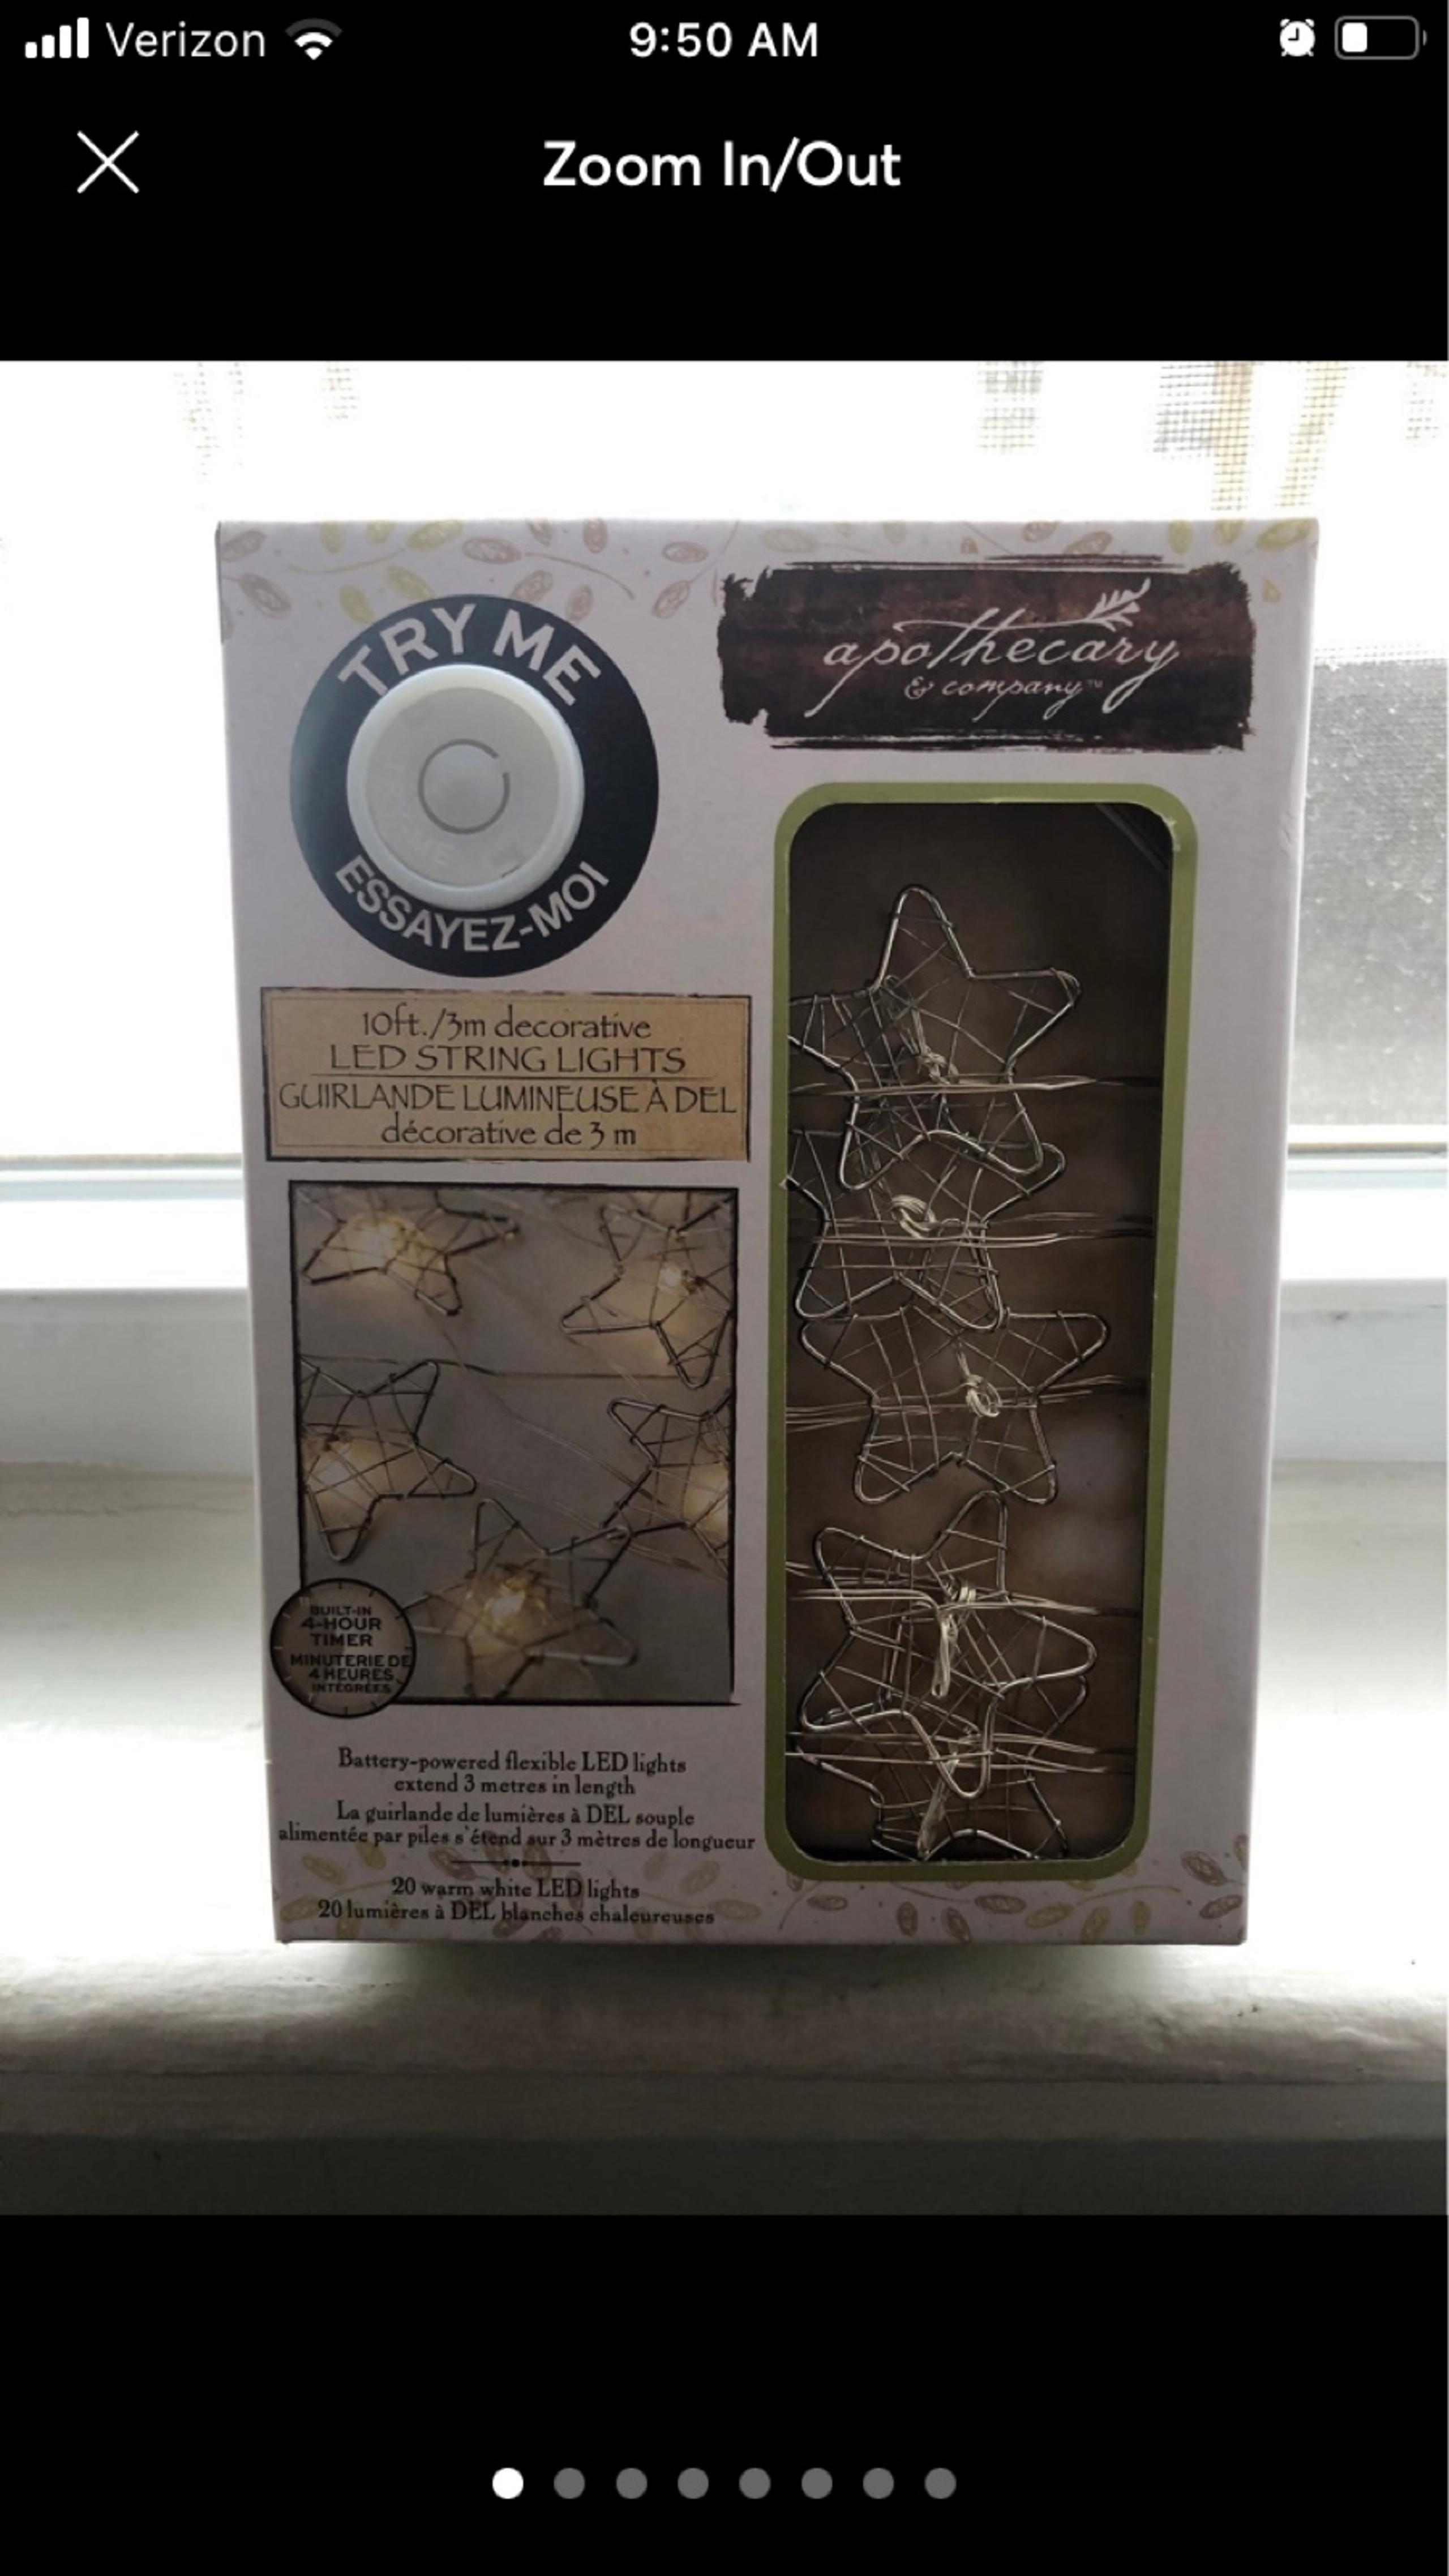 Verizon
9:50 AM
Zoom In/Out
TRY ME
ESSAYEZ-MOI
TRY ME
apothecary
& company™
10ft./3m decorative
LED STRING LIGHTS
GUIRLANDE LUMINEUSE À DEL
décorative de 3 m
BUILT-IN
4-HOUR
TIMER
MINUTERIE DE
4 HEURES
INTÉGRÉES
Battery-powered flexible LED lights
extend 3 metres in length
La guirlande de lumières à DEL souple
alimentée par piles s'étend sur 3 mètres de longueur
20 warm white LED lights
20 lumières à DEL blanches chaleureuses